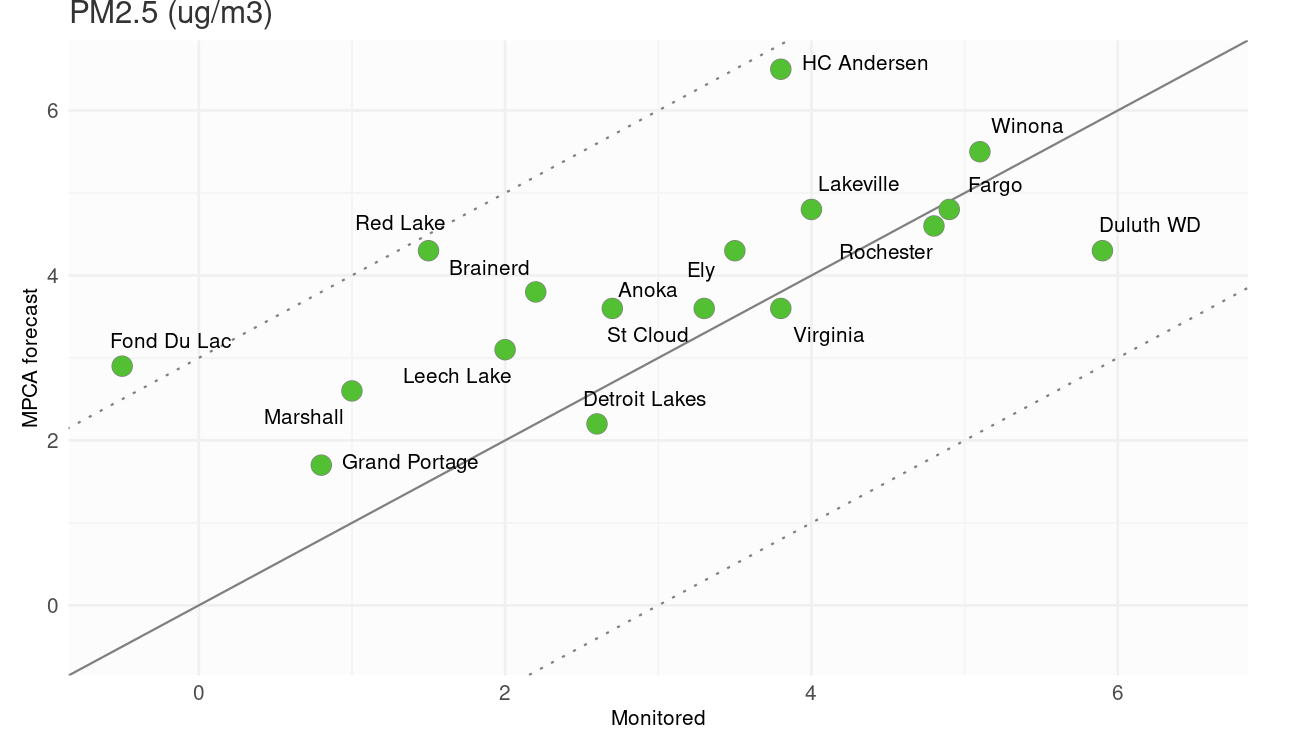 PM2.5 (ug/m3)
HC Andersen
Winona
Fargo
Lakeville
Red Lake
Duluth WD
Rochester
Brainerd
Ely
Anoka
Fond Du Lac
St Cloud
Virginia
Leech Lake
Detroit Lakes
Marshall
Grand Portage
6
4
2
0
MPCA forecast
0
2
4
6
Monitored